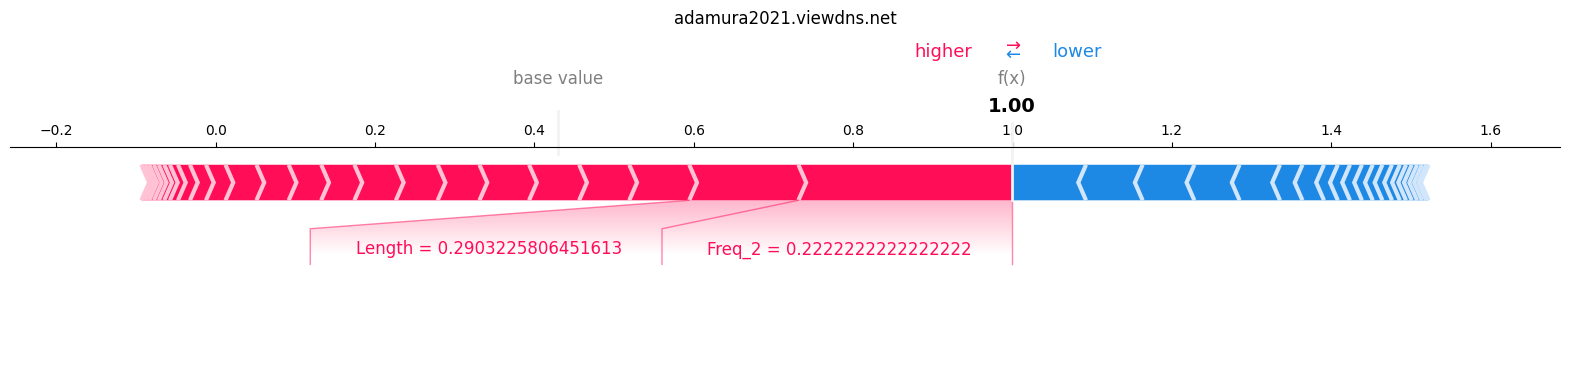 adamura2021.viewdns.net
higher ⇄ lower
base value f(x)
1.00
−0.2 0.0 0.2 0.4 0.6 0.8 1.0 1.2 1.4 1.6
Length = 0.2903225806451613 Freq_2 = 0.2222222222222222